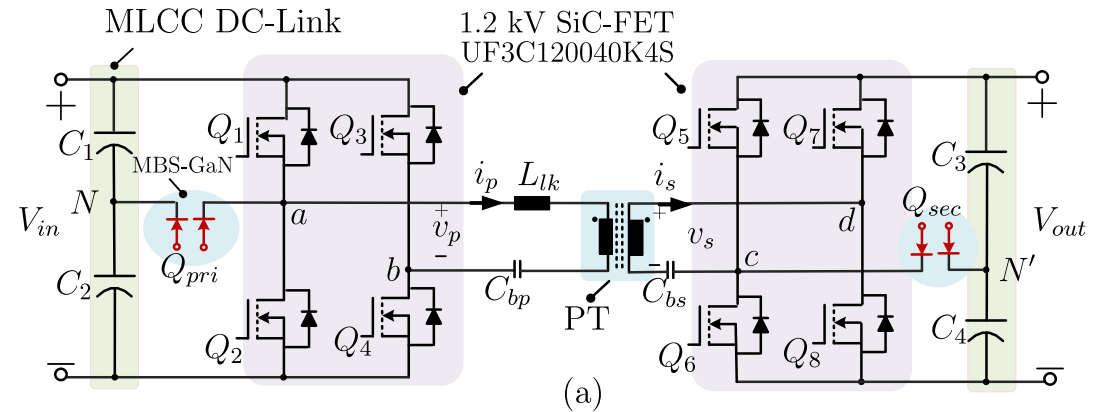 MLCC DC-Link
1.2 kV SiC-FET
UF3C120040K4S
+
+
Q1
Q3
Q5
Q7
C1
MBS-GaN
C3
ip
Llk
is
Qsec
N
a
d
Vin
+
vp
-
+
vs
-
Vout
Qpri
b
c
N'
C2
Cbp
Cbs
PT
C4
Q2
Q4
Q6
Q8
−
−
(a)